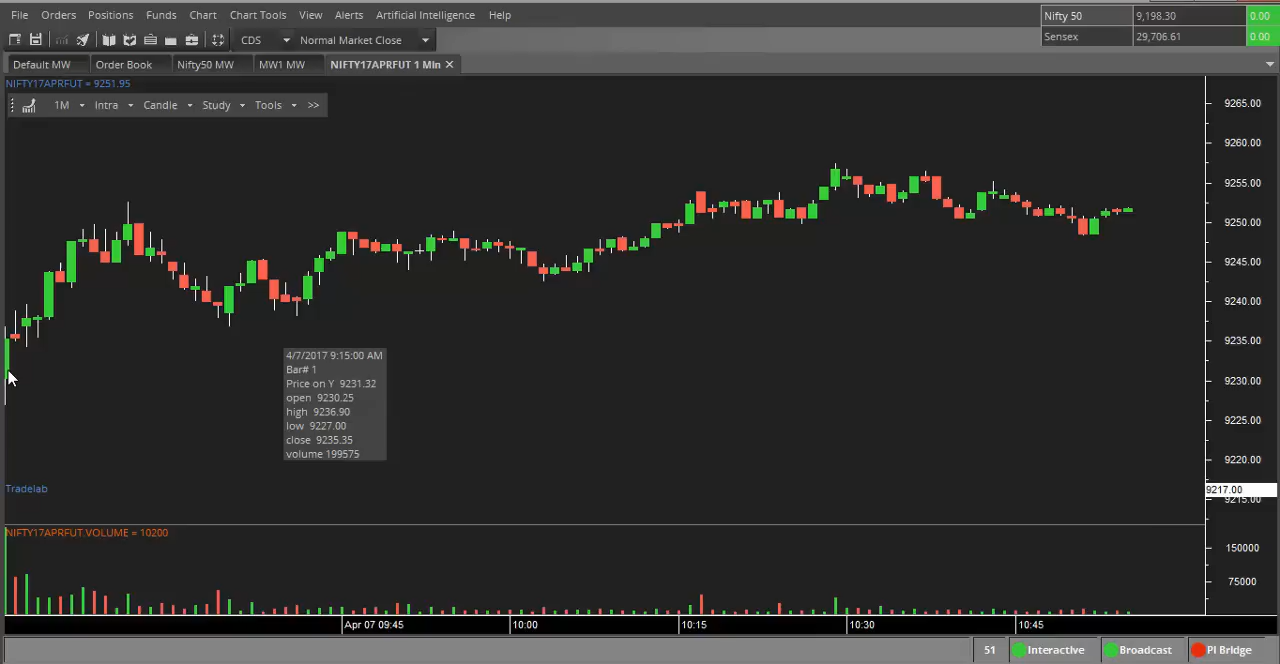 File Orders Positions Funds Chart Chart Tools View Alerts Artificial Intelligence Help
Nifty 50 9,198.30 0.00
Sensex 29,706.61 0.00
CDS Normal Market Close
Default MW Order Book Nifty50 MW MW1 MW NIFTY17APRFUT 1 Min
NIFTY17APRFUT = 9251.95
1M Intra Candle Study Tools >>
9265.00
9260.00
9255.00
9250.00
9245.00
9240.00
9235.00
9230.00
9225.00
9220.00
9217.00
9215.00
4/7/2017 9:15:00 AM
Bar# 1
Price on Y 9231.32
open 9230.25
high 9236.90
low 9227.00
close 9235.35
volume 199575
Tradelab
NIFTY17APRFUT.VOLUME = 10200
150000
75000
Apr 07 09:45 10:00 10:15 10:30 10:45
51 Interactive Broadcast PI Bridge